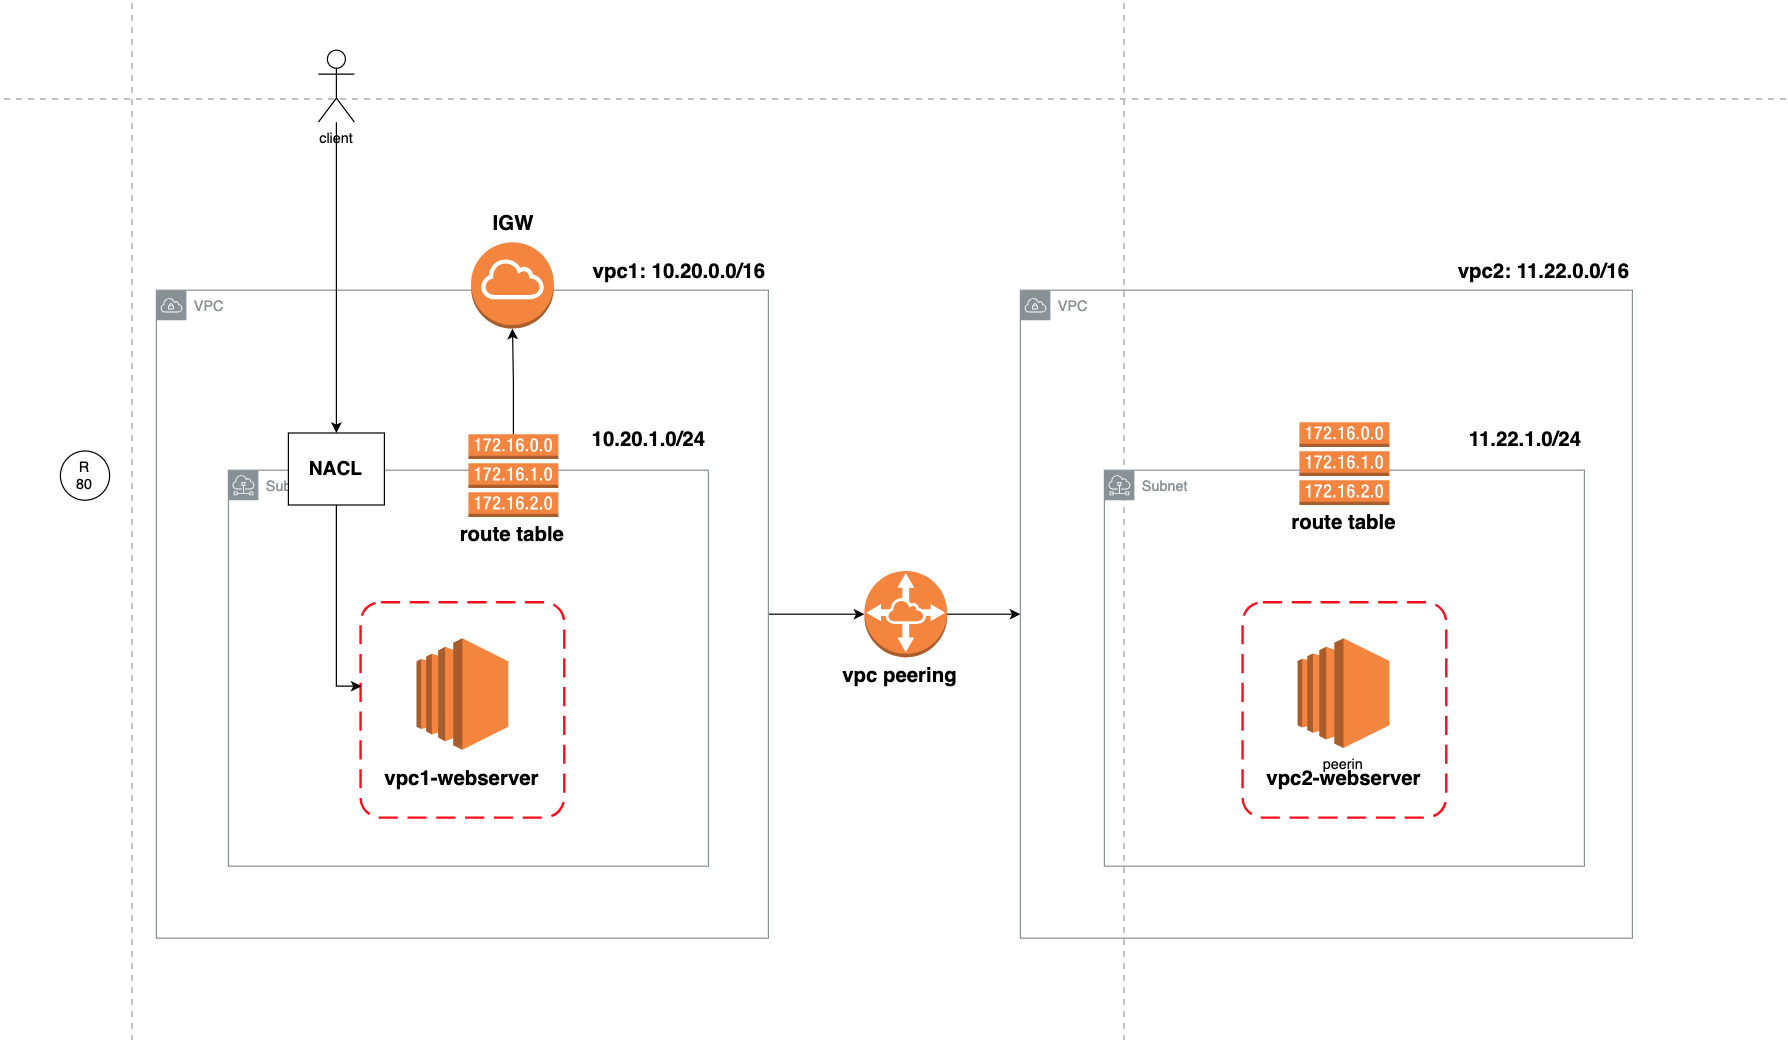 client
IGW
vpc1: 10.20.0.0/16
vpc2: 11.22.0.0/16
VPC
VPC
R
80
NACL
Sub
172.16.0.0
172.16.1.0
172.16.2.0
route table
10.20.1.0/24
172.16.0.0
172.16.1.0
172.16.2.0
route table
11.22.1.0/24
Subnet
vpc peering
vpc1-webserver
peerin
vpc2-webserver